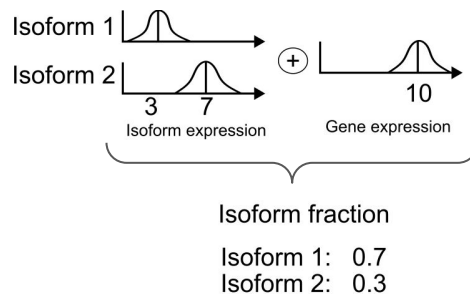 Isoform 1
Isoform 2
+
3 7
10
Isoform expression
Gene expression
Isoform fraction
Isoform 1: 0.7
Isoform 2: 0.3